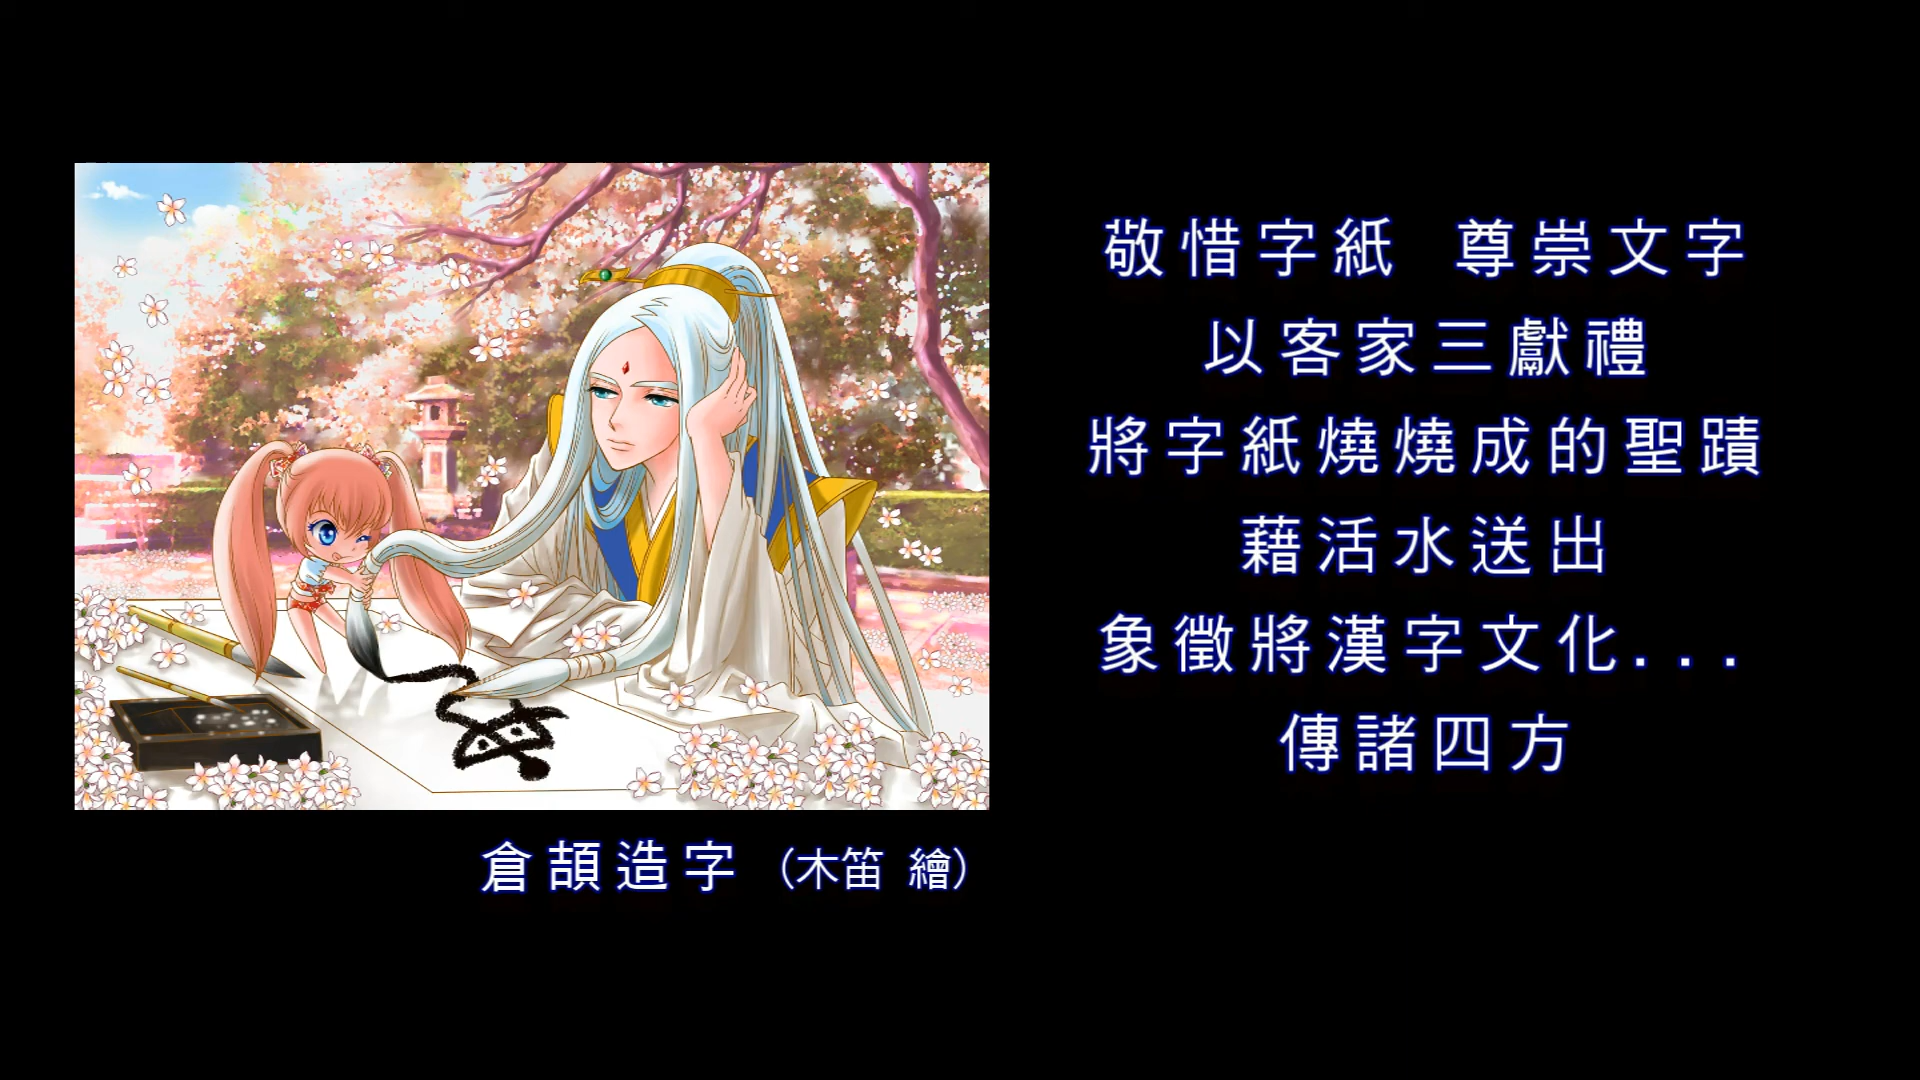 敬惜字紙 尊崇文字
以客家三獻禮
將字紙燒燒成的聖蹟
藉活水送出
象徵將漢字文化...
傳諸四方
倉頡造字 (木笛 繪)